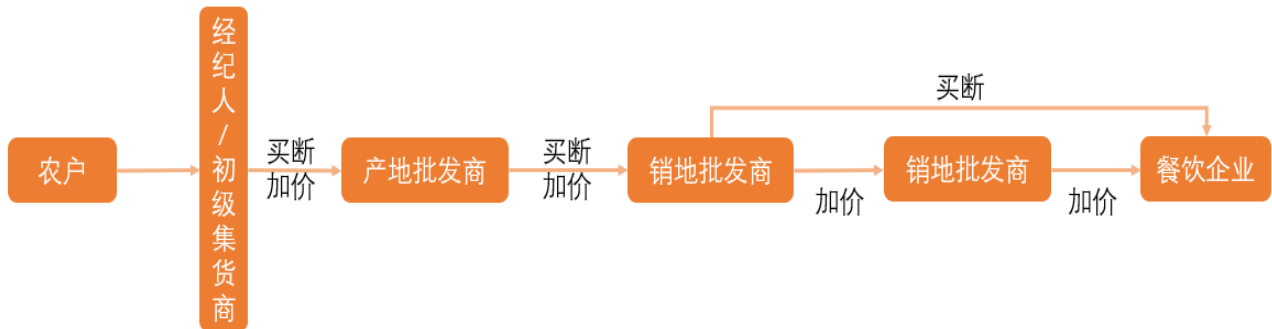 农户
经纪人/初级集货商
买断
加价
产地批发商
买断
加价
销地批发商
买断
加价
销地批发商
加价
餐饮企业